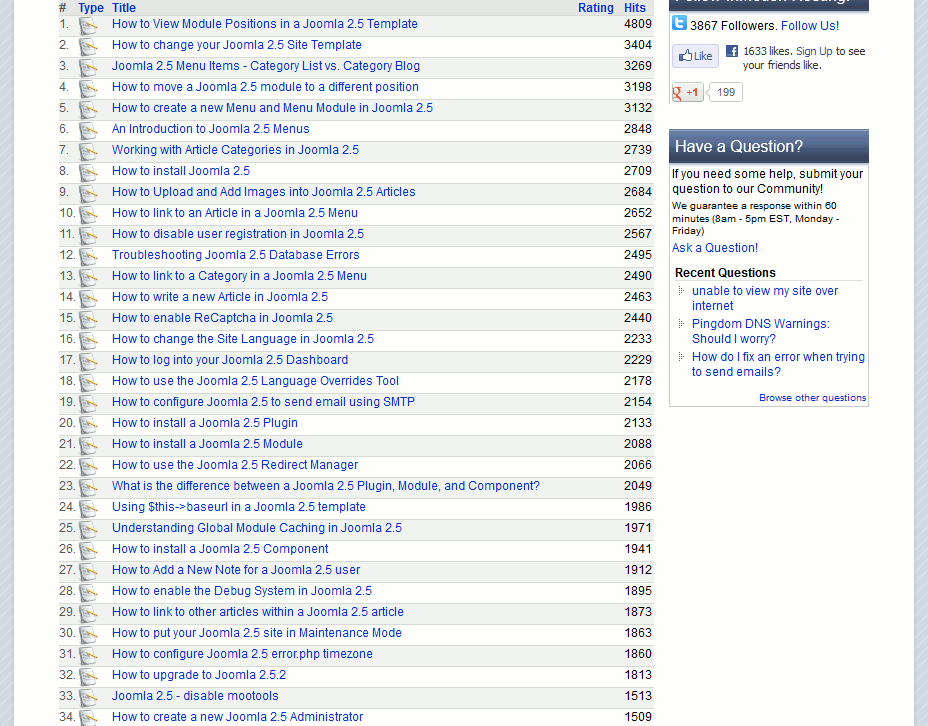 # Type Title Rating Hits
1. How to View Module Positions in a Joomla 2.5 Template 4809
2. How to change your Joomla 2.5 Site Template 3404
3. Joomla 2.5 Menu Items - Category List vs. Category Blog 3269
4. How to move a Joomla 2.5 module to a different position 3198
5. How to create a new Menu and Menu Module in Joomla 2.5 3132
6. An Introduction to Joomla 2.5 Menus 2848
7. Working with Article Categories in Joomla 2.5 2739
8. How to install Joomla 2.5 2709
9. How to Upload and Add Images into Joomla 2.5 Articles 2684
10. How to link to an Article in a Joomla 2.5 Menu 2652
11. How to disable user registration in Joomla 2.5 2567
12. Troubleshooting Joomla 2.5 Database Errors 2495
13. How to link to a Category in a Joomla 2.5 Menu 2490
14. How to write a new Article in Joomla 2.5 2463
15. How to enable ReCaptcha in Joomla 2.5 2440
16. How to change the Site Language in Joomla 2.5 2233
17. How to log into your Joomla 2.5 Dashboard 2229
18. How to use the Joomla 2.5 Language Overrides Tool 2178
19. How to configure Joomla 2.5 to send email using SMTP 2154
20. How to install a Joomla 2.5 Plugin 2133
21. How to install a Joomla 2.5 Module 2088
22. How to use the Joomla 2.5 Redirect Manager 2066
23. What is the difference between a Joomla 2.5 Plugin, Module, and Component? 2049
24. Using $this->baseurl in a Joomla 2.5 template 1986
25. Understanding Global Module Caching in Joomla 2.5 1971
26. How to install a Joomla 2.5 Component 1941
27. How to Add a New Note for a Joomla 2.5 user 1912
28. How to enable the Debug System in Joomla 2.5 1895
29. How to link to other articles within a Joomla 2.5 article 1873
30. How to put your Joomla 2.5 site in Maintenance Mode 1863
31. How to configure Joomla 2.5 error.php timezone 1860
32. How to upgrade to Joomla 2.5.2 1813
33. Joomla 2.5 - disable mootools 1513
34. How to create a new Joomla 2.5 Administrator 1509
3867 Followers. Follow Us!
Like
1633 likes. Sign Up to see
your friends like.
+1 199
Have a Question?
If you need some help, submit your
question to our Community!
We guarantee a response within 60
minutes (8am - 5pm EST, Monday -
Friday)
Ask a Question!
Recent Questions
unable to view my site over
internet
Pingdom DNS Warnings:
Should I worry?
How do I fix an error when trying
to send emails?
Browse other questions